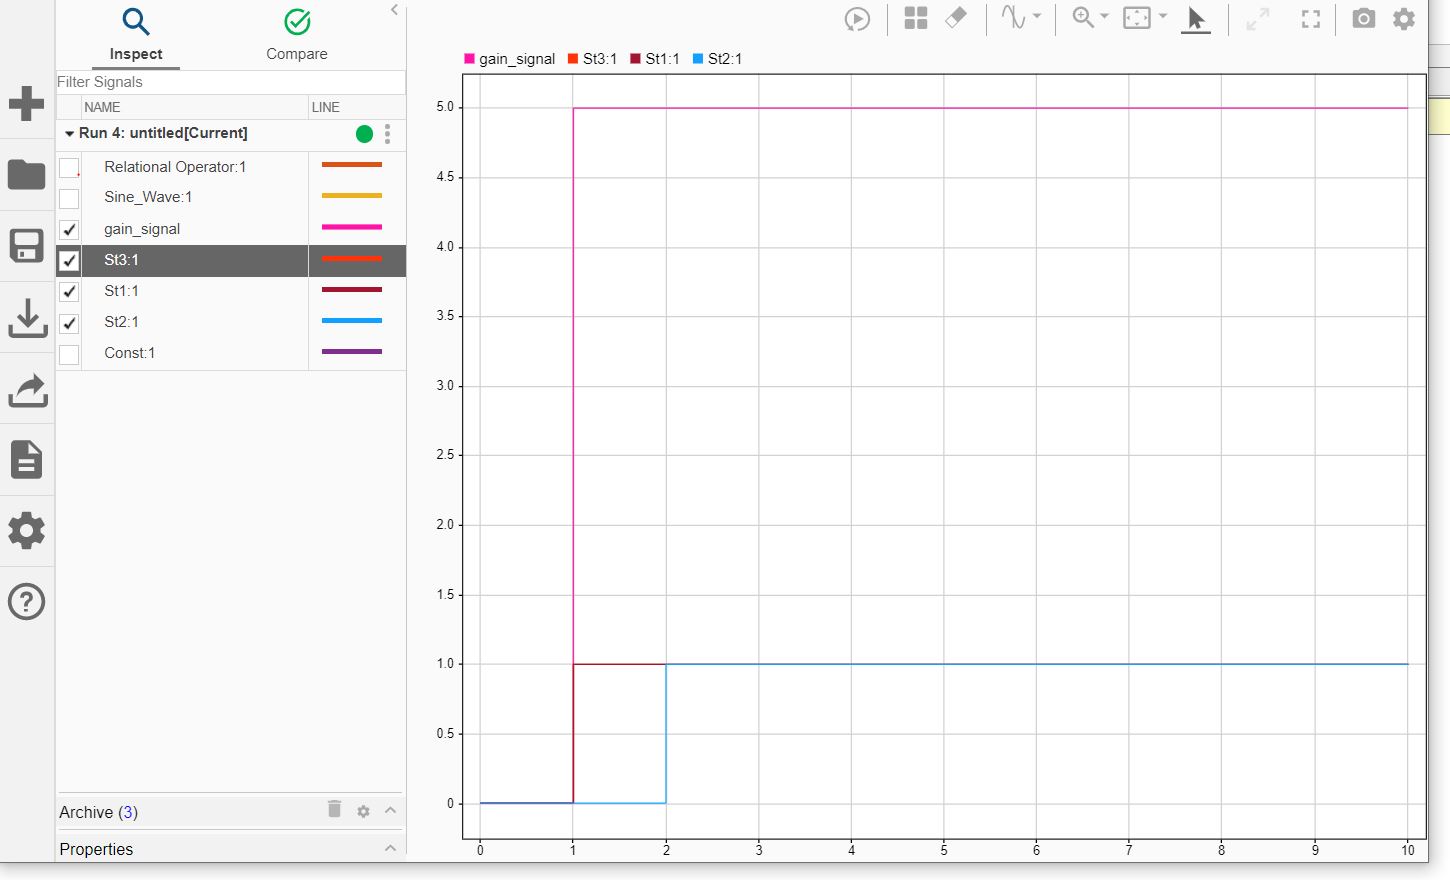 Inspect
Compare
Filter Signals
NAME LINE
Run 4: untitled[Current]
Relational Operator:1
Sine_Wave:1
gain_signal
St3:1
St1:1
St2:1
Const:1
Archive (3)
Properties
gain_signal St3:1 St1:1 St2:1
5.0
4.5
4.0
3.5
3.0
2.5
2.0
1.5
1.0
0.5
0
0 1 2 3 4 5 6 7 8 9 10